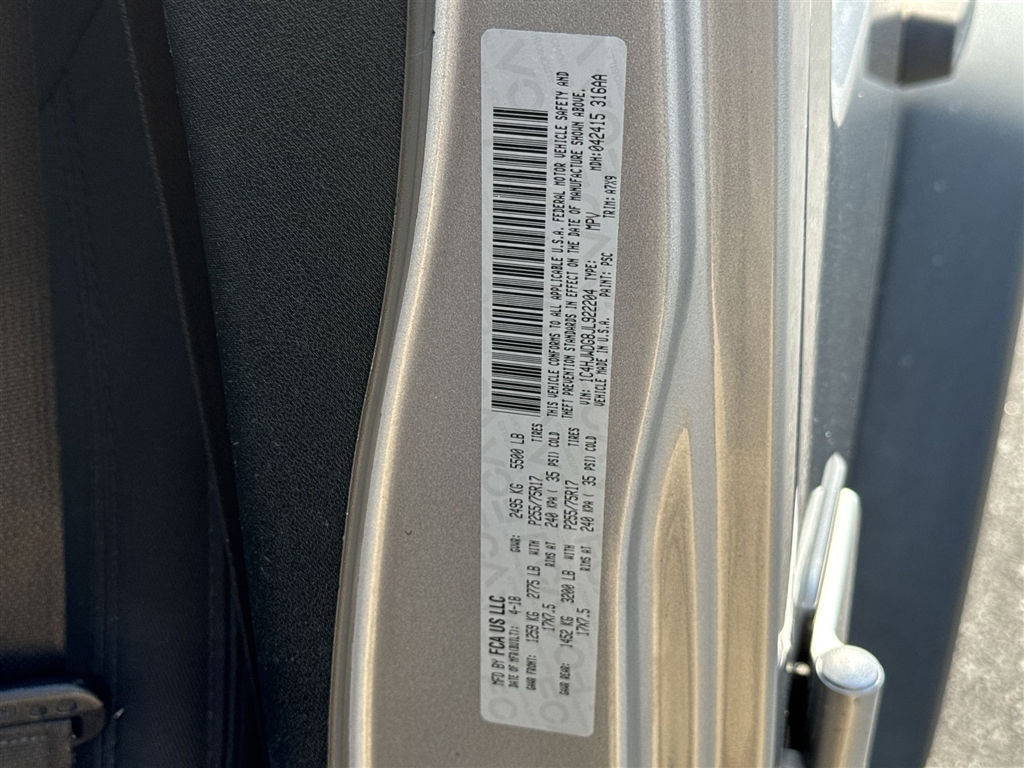 MFD BY FCA US LLC
DATE OF MFR(BUILT): 4-18 GVWR: 2495 KG 5500 LB
GAWR FRONT: 1259 KG 2775 LB WITH P255/75R17 TIRES
17X7.5 RIMS AT 240 KPA ( 35 PSI) COLD
GAWR REAR: 1452 KG 3200 LB WITH P255/75R17 TIRES
17X7.5 RIMS AT 240 KPA ( 35 PSI) COLD
THIS VEHICLE CONFORMS TO ALL APPLICABLE U.S.A. FEDERAL MOTOR VEHICLE SAFETY AND
THEFT PREVENTION STANDARDS IN EFFECT ON THE DATE OF MANUFACTURE SHOWN ABOVE.
VIN: 1C4HJWDG8JL922204 TYPE: MPV MDH:042415 316AA
VEHICLE MADE IN U.S.A. PAINT: PSC TRIM: A7X9